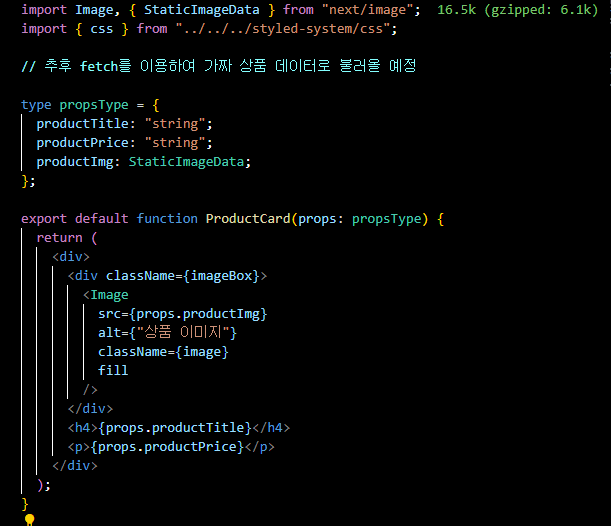 import Image, { StaticImageData } from "next/image"; 16.5k (gzipped: 6.1k)
import { css } from "../../../styled-system/css";
// 추후 fetch를 이용하여 가짜 상품 데이터로 불러올 예정
type propsType = {
productTitle: "string";
productPrice: "string";
productImg: StaticImageData;
};
export default function ProductCard(props: propsType) {
return (
<div>
<div className={imageBox}>
<Image
src={props.productImg}
alt={"상품 이미지"}
className={image}
fill
/>
</div>
<h4>{props.productTitle}</h4>
<p>{props.productPrice}</p>
</div>
);
}